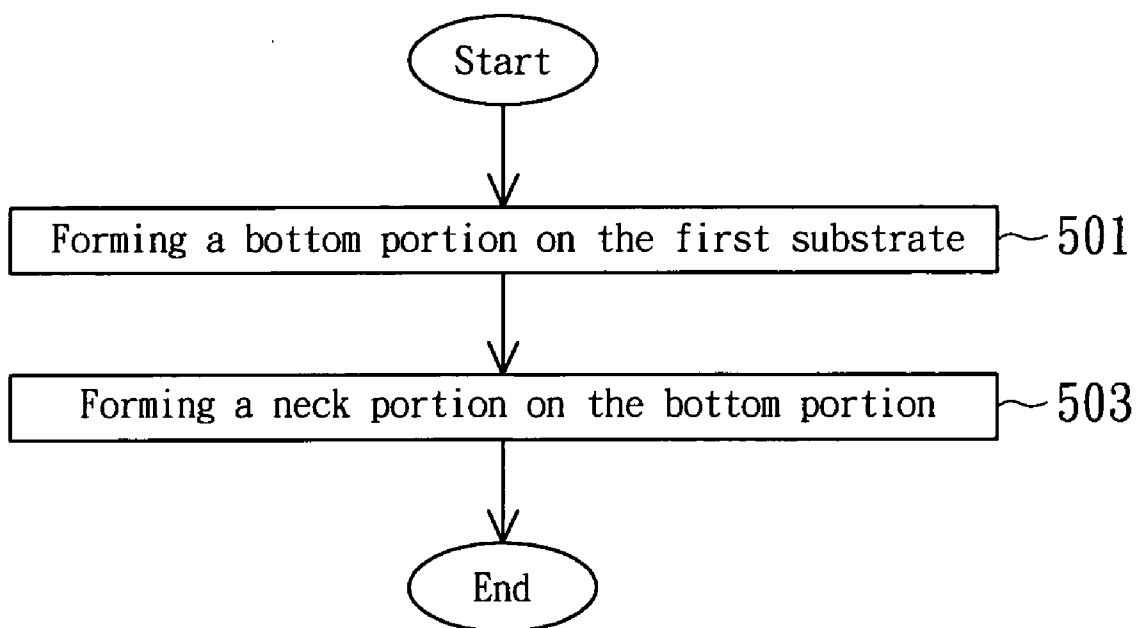 Start
Forming a bottom portion on the first substrate
501
Forming a neck portion on the bottom portion
503
End